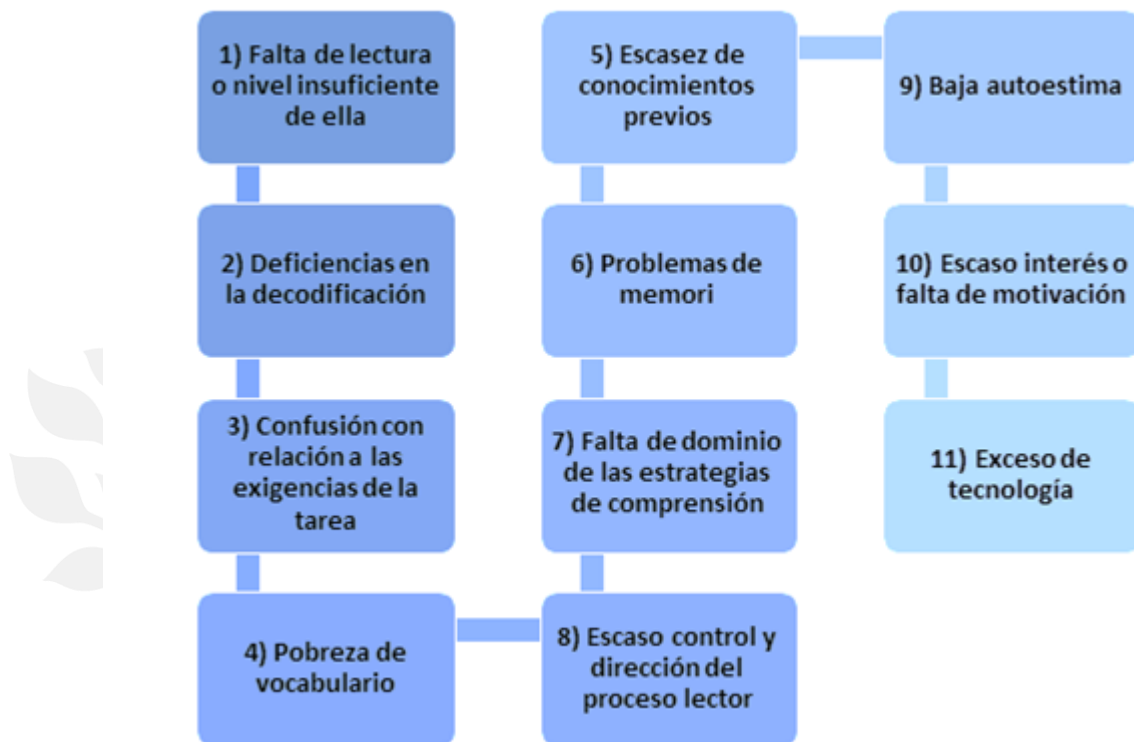 1) Falta de lectura
o nivel insuficiente
de ella
2) Deficiencias en
la decodificación
3) Confusión con
relación a las
exigencias de la
tarea
4) Pobreza de
vocabulario
5) Escasez de
conocimientos
previos
6) Problemas de
memori
7) Falta de dominio
de las estrategias
de comprensión
8) Escaso control y
dirección del
proceso lector
9) Baja autoestima
10) Escaso interés o
falta de motivación
11) Exceso de
tecnología